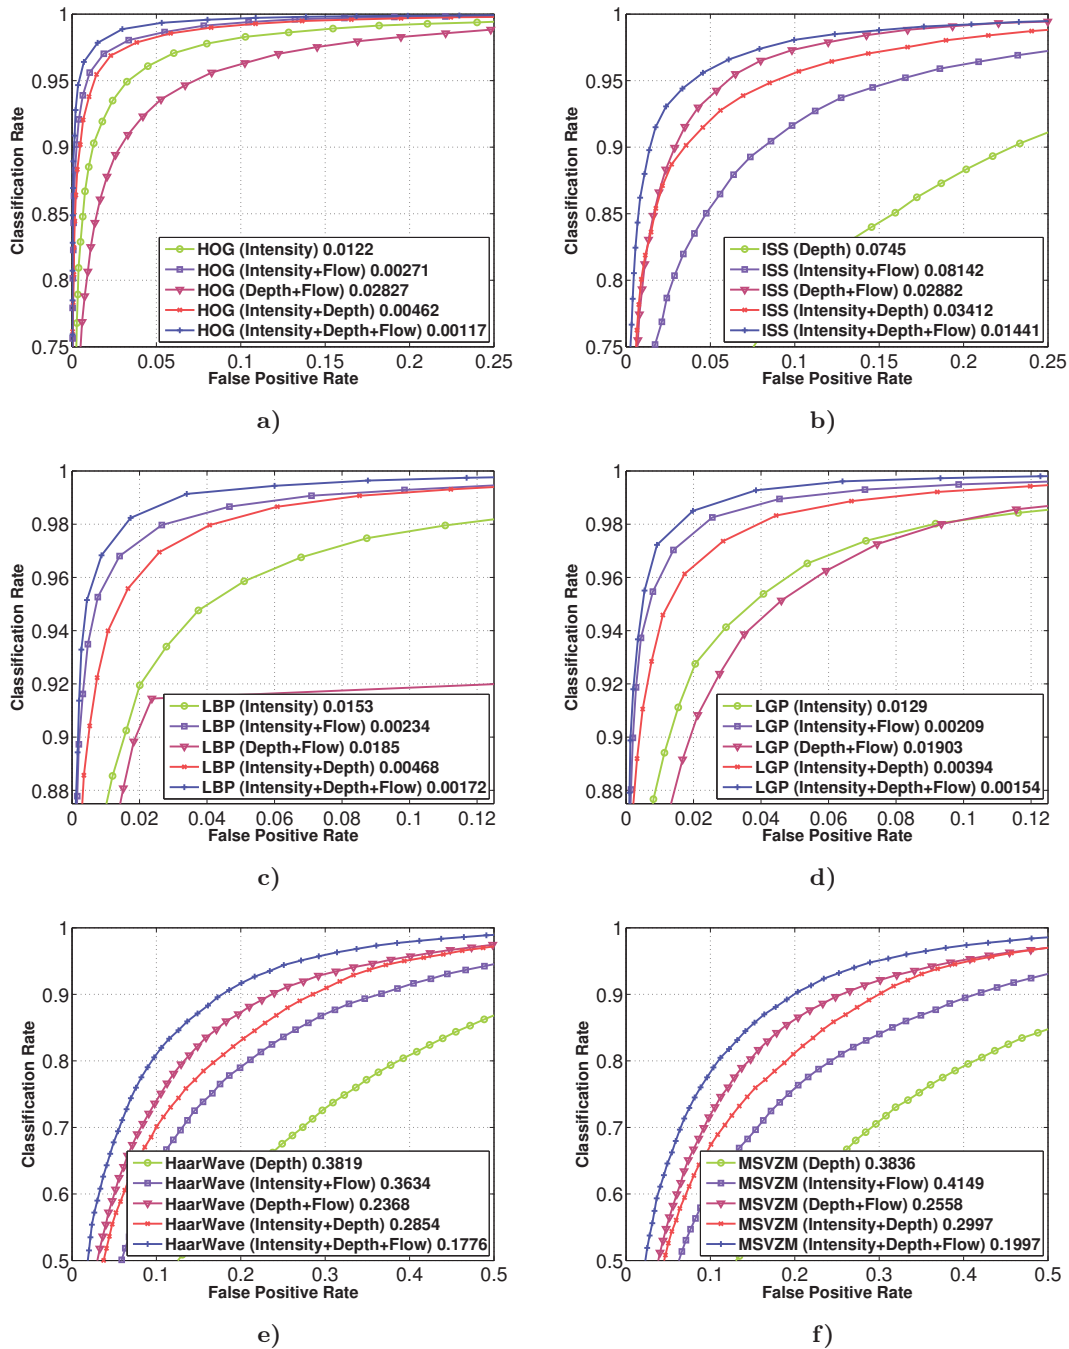 1
0.95
0.9
0.85
0.8
0.75
Classification Rate
HOG (Intensity) 0.0122
HOG (Intensity+Flow) 0.00271
HOG (Depth+Flow) 0.02827
HOG (Intensity+Depth) 0.00462
HOG (Intensity+Depth+Flow) 0.00117
0 0.05 0.1 0.15 0.2 0.25
False Positive Rate
a)
1
0.95
0.9
0.85
0.8
0.75
Classification Rate
ISS (Depth) 0.0745
ISS (Intensity+Flow) 0.08142
ISS (Depth+Flow) 0.02882
ISS (Intensity+Depth) 0.03412
ISS (Intensity+Depth+Flow) 0.01441
0 0.05 0.1 0.15 0.2 0.25
False Positive Rate
b)
1
0.98
0.96
0.94
0.92
0.9
0.88
Classification Rate
LBP (Intensity) 0.0153
LBP (Intensity+Flow) 0.00234
LBP (Depth+Flow) 0.0185
LBP (Intensity+Depth) 0.00468
LBP (Intensity+Depth+Flow) 0.00172
0 0.02 0.04 0.06 0.08 0.1 0.12
False Positive Rate
c)
1
0.98
0.96
0.94
0.92
0.9
0.88
Classification Rate
LGP (Intensity) 0.0129
LGP (Intensity+Flow) 0.00209
LGP (Depth+Flow) 0.01903
LGP (Intensity+Depth) 0.00394
LGP (Intensity+Depth+Flow) 0.00154
0 0.02 0.04 0.06 0.08 0.1 0.12
False Positive Rate
d)
1
0.9
0.8
0.7
0.6
0.5
Classification Rate
HaarWave (Depth) 0.3819
HaarWave (Intensity+Flow) 0.3634
HaarWave (Depth+Flow) 0.2368
HaarWave (Intensity+Depth) 0.2854
HaarWave (Intensity+Depth+Flow) 0.1776
0 0.1 0.2 0.3 0.4 0.5
False Positive Rate
e)
1
0.9
0.8
0.7
0.6
0.5
Classification Rate
MSVZM (Depth) 0.3836
MSVZM (Intensity+Flow) 0.4149
MSVZM (Depth+Flow) 0.2558
MSVZM (Intensity+Depth) 0.2997
MSVZM (Intensity+Depth+Flow) 0.1997
0 0.1 0.2 0.3 0.4 0.5
False Positive Rate
f)